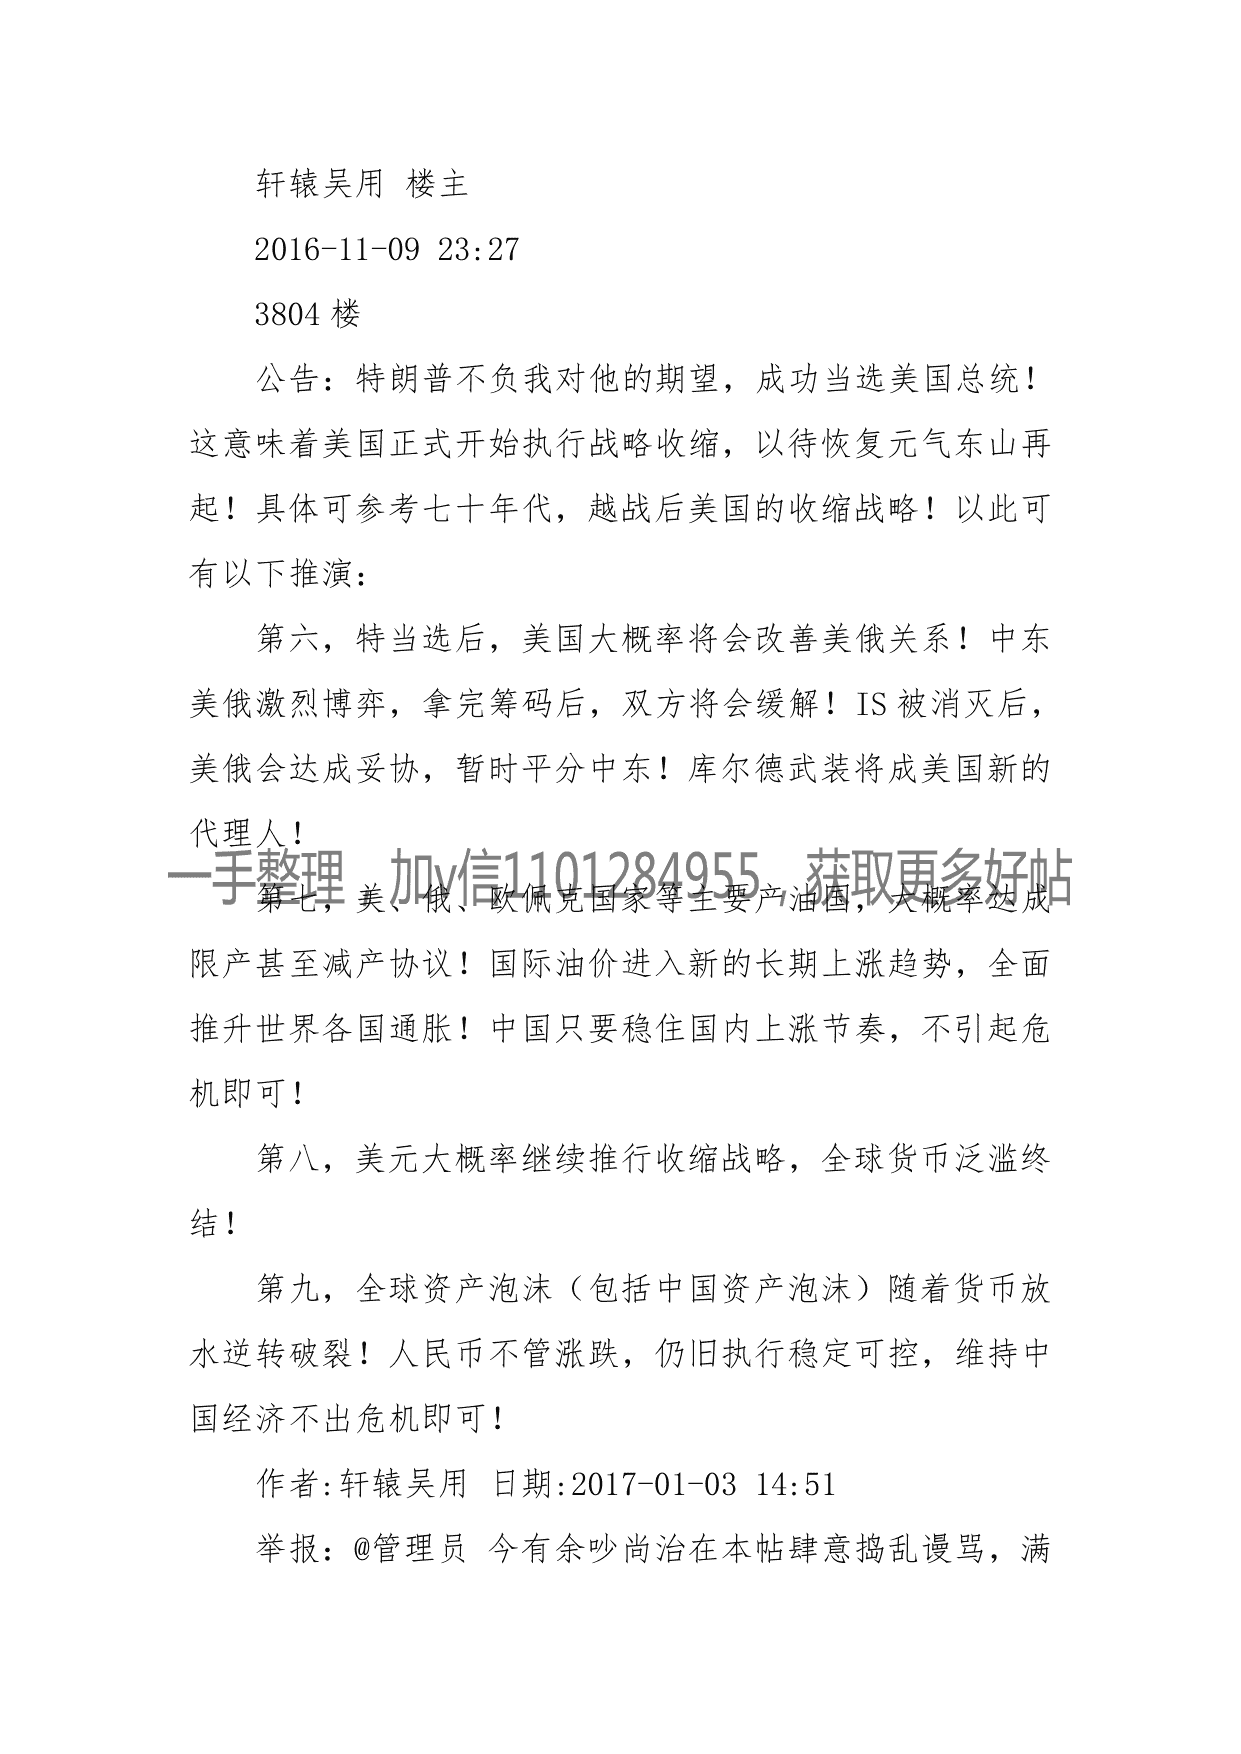 轩辕吴用 楼主
2016-11-09 23:27
3804 楼
公告：特朗普不负我对他的期望，成功当选美国总统！
这意味着美国正式开始执行战略收缩，以待恢复元气东山再
起！具体可参考七十年代，越战后美国的收缩战略！以此可
有以下推演：
第六，特当选后，美国大概率将会改善美俄关系！中东
美俄激烈博弈，拿完筹码后，双方将会缓解！IS 被消灭后，
美俄会达成妥协，暂时平分中东！库尔德武装将成美国新的
代理人！
一手整理，加v信1101284955，获取更多好帖
第七，美、俄、欧佩克国家等主要产油国，大概率达成
限产甚至减产协议！国际油价进入新的长期上涨趋势，全面
推升世界各国通胀！中国只要稳住国内上涨节奏，不引起危
机即可！
第八，美元大概率继续推行收缩战略，全球货币泛滥终
结！
第九，全球资产泡沫（包括中国资产泡沫）随着货币放
水逆转破裂！人民币不管涨跌，仍旧执行稳定可控，维持中
国经济不出危机即可！
作者:轩辕吴用 日期:2017-01-03 14:51
举报：@管理员 今有余吵尚治在本帖肆意捣乱谩骂，满